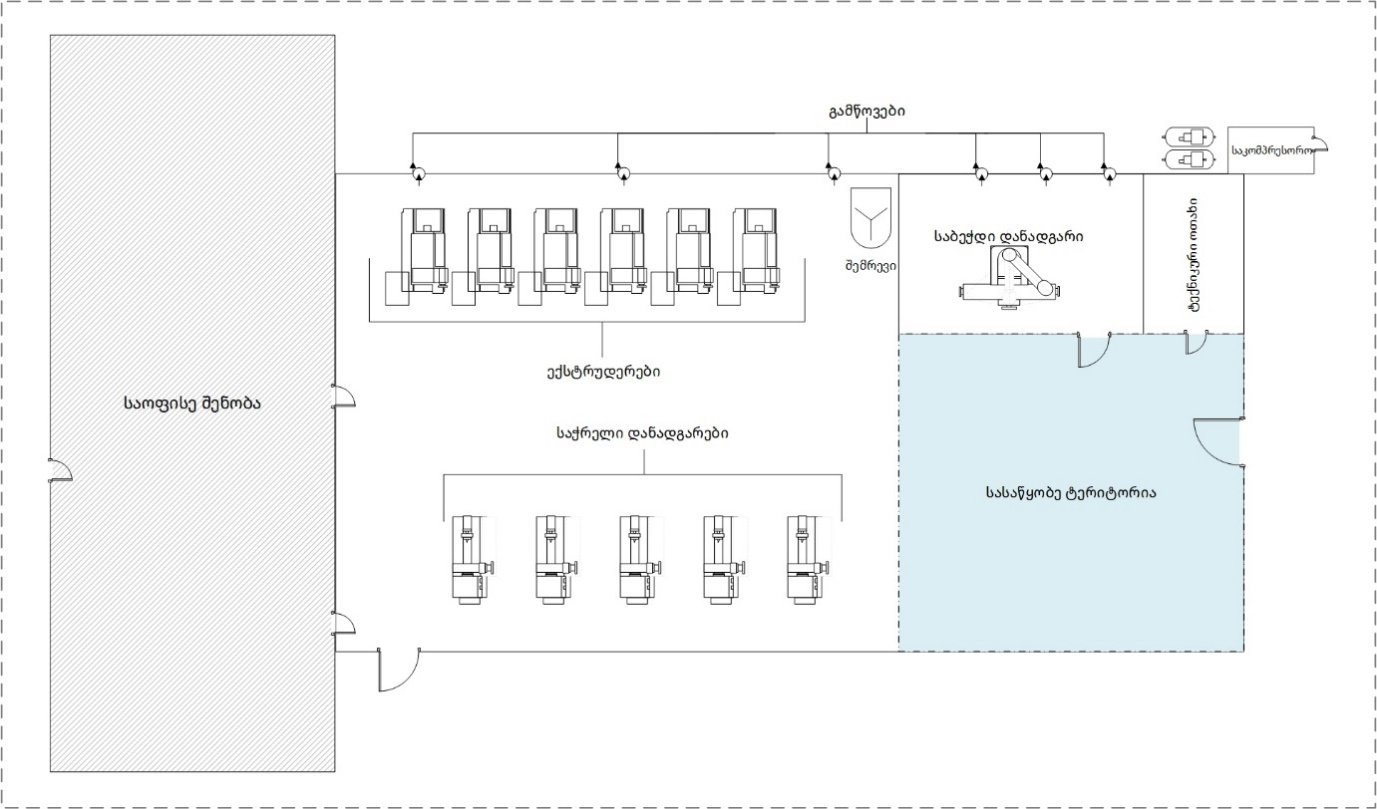 გამწოვები
საკომპრესორო
საბეჭდი დანადგარი
ტექნიკური ოთახი
შემრევი
ექსტრუდერები
საოფისე შენობა
საჭრელი დანადგარები
სასაწყობე ტერიტორია